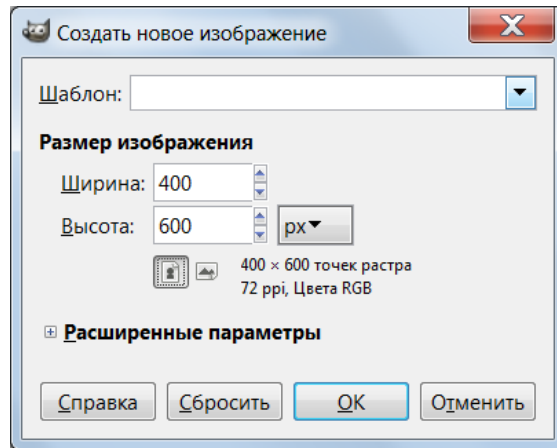 Создать новое изображение
Шаблон:
Размер изображения
Ширина: 400
Высота: 600 px
400 × 600 точек растра
72 ppi, Цвета RGB
Расширенные параметры
Справка Сбросить OK Отменить